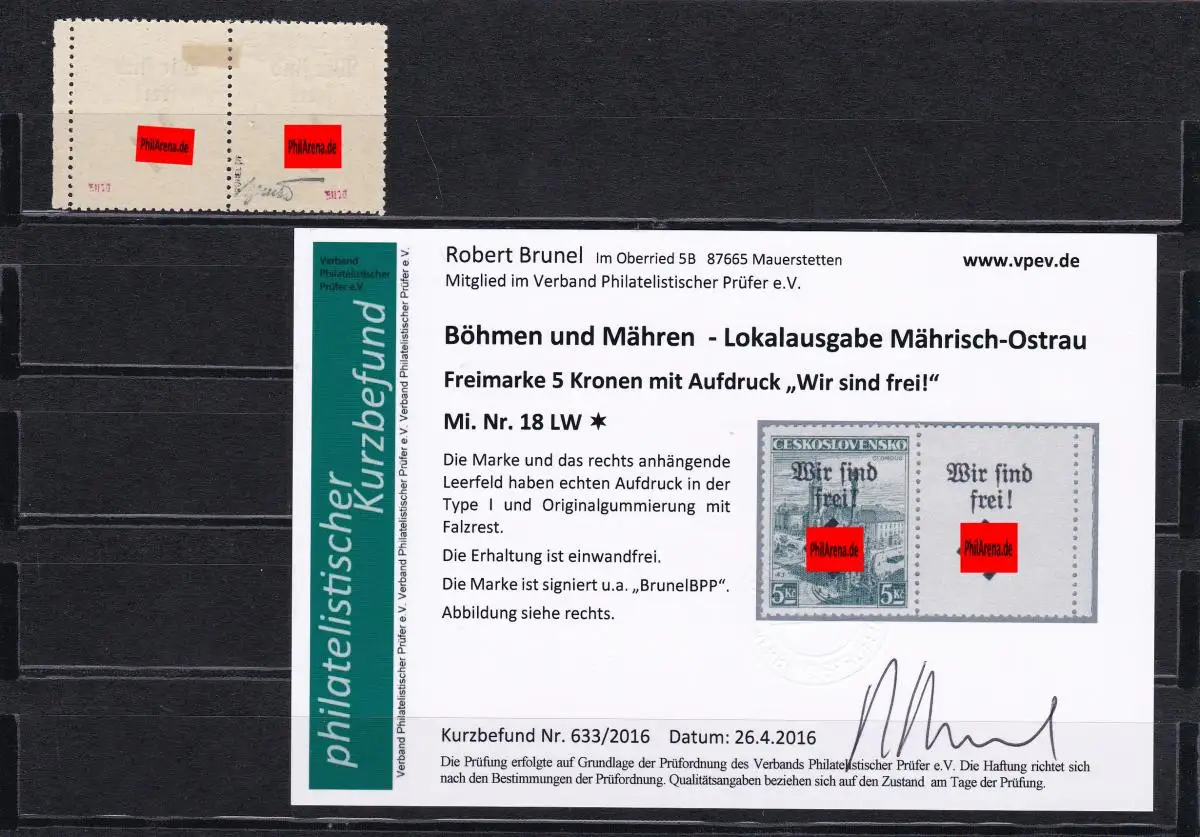 PhilArena.de
PhilArena.de
Robert Brunel Im Oberried 5B 87665 Mauerstetten
www.vpev.de
Mitglied im Verband Philatelistischer Prüfer e.V.
Verband
Philatelistischer
Prüfer e.V.
philatelistischer
Kurzbefund
Verband Philatelistischer Prüfer e.V. Verband Philatelistischer Prüfer e.V. Verband Philatelistischer Prüfer e.V. Verband Philatelistischer Prüfer e.V.
Böhmen und Mähren - Lokalausgabe Mährisch-Ostrau
Freimarke 5 Kronen mit Aufdruck „Wir sind frei!“
Mi. Nr. 18 LW ✶
Die Marke und das rechts anhängende
Leerfeld haben echten Aufdruck in der
Type I und Originalgummierung mit
Falzrest.
Die Erhaltung ist einwandfrei.
Die Marke ist signiert u.a. „BrunelBPP“.
Abbildung siehe rechts.
CESKOSLOVENSKO
OLOMOUC
Wir sind
frei!
PhilArena.de
5Kč 5Kč
Wir sind
frei!
PhilArena.de
Kurzbefund Nr. 633/2016 Datum: 26.4.2016
Die Prüfung erfolgte auf Grundlage der Prüfordnung des Verbands Philatelistischer Prüfer e.V. Die Haftung richtet sich
nach den Bestimmungen der Prüfordnung. Qualitätsangaben beziehen sich auf den Zustand am Tage der Prüfung.